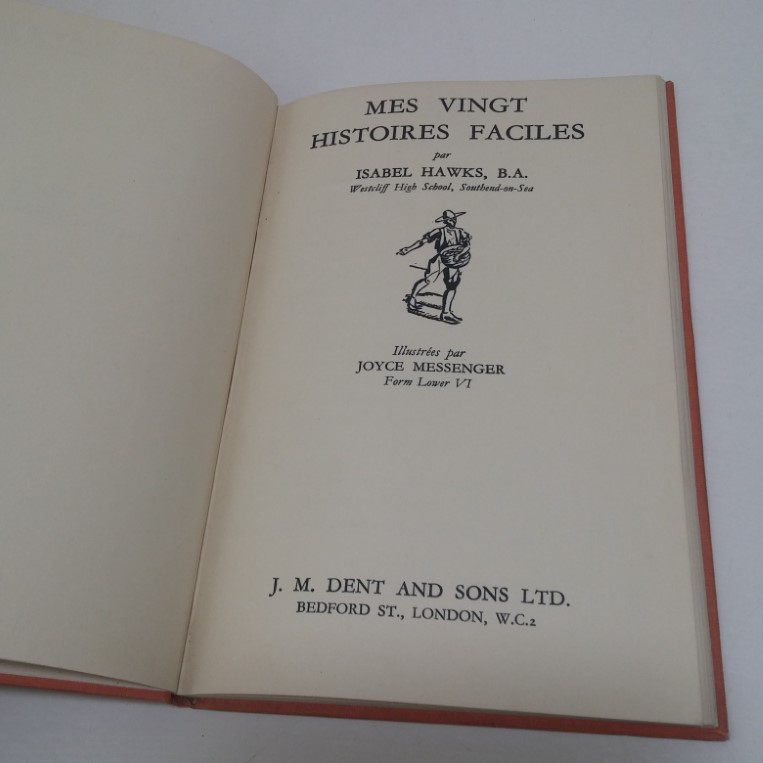 MES VINGT
HISTOIRES FACILES
par
ISABEL HAWKS, B.A.
Westcliff High School, Southend-on-Sea
Illustrées par
JOYCE MESSENGER
Form Lower VI
J. M. DENT AND SONS LTD.
BEDFORD ST., LONDON, W.C.2